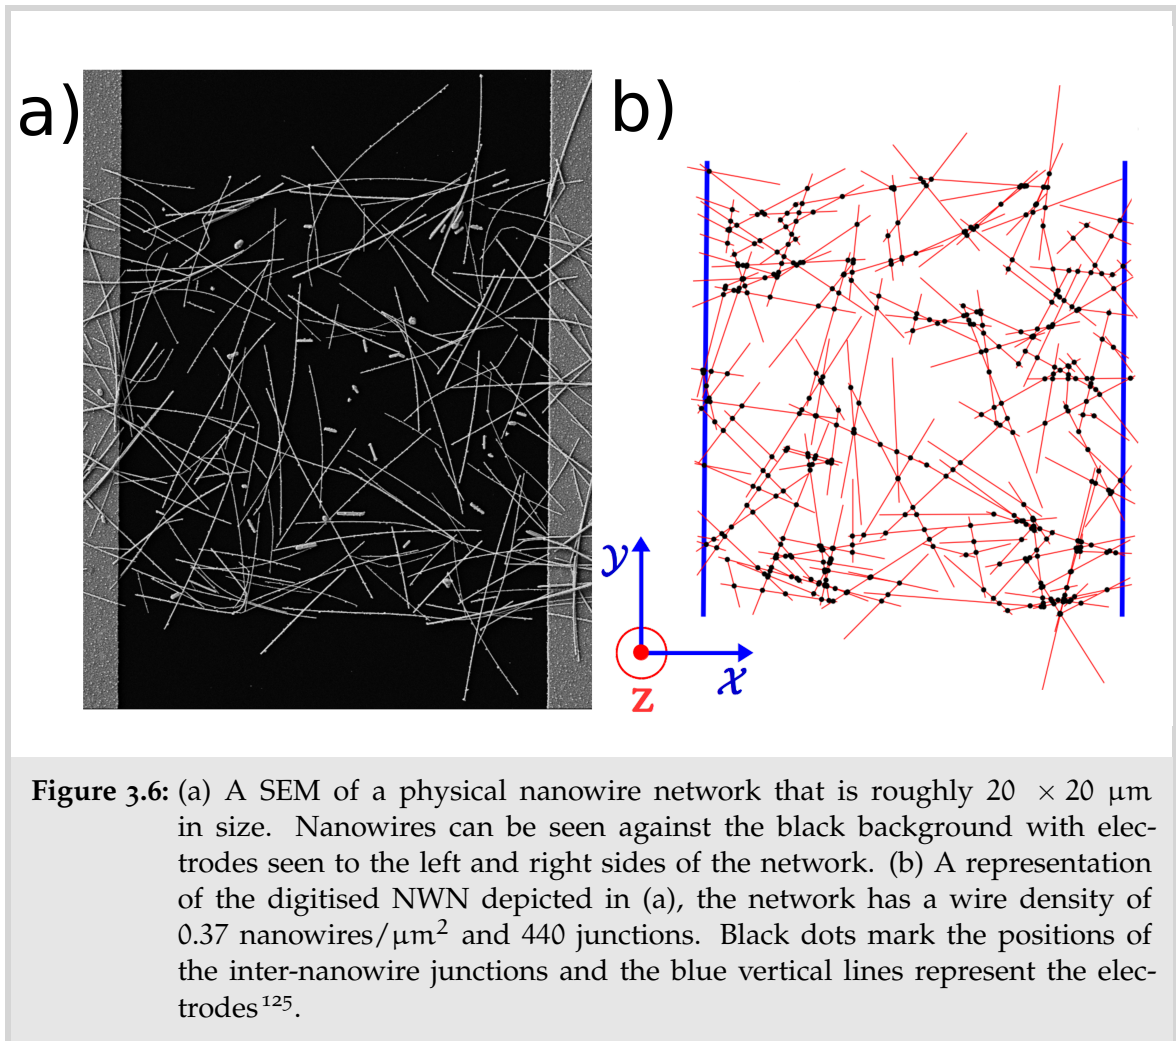 a)
b)
y
x
z
Figure 3.6: (a) A SEM of a physical nanowire network that is roughly 20 × 20 μm
in size. Nanowires can be seen against the black background with elec-
trodes seen to the left and right sides of the network. (b) A representation
of the digitised NWN depicted in (a), the network has a wire density of
0.37 nanowires/μm² and 440 junctions. Black dots mark the positions of
the inter-nanowire junctions and the blue vertical lines represent the elec-
trodes¹²⁵.